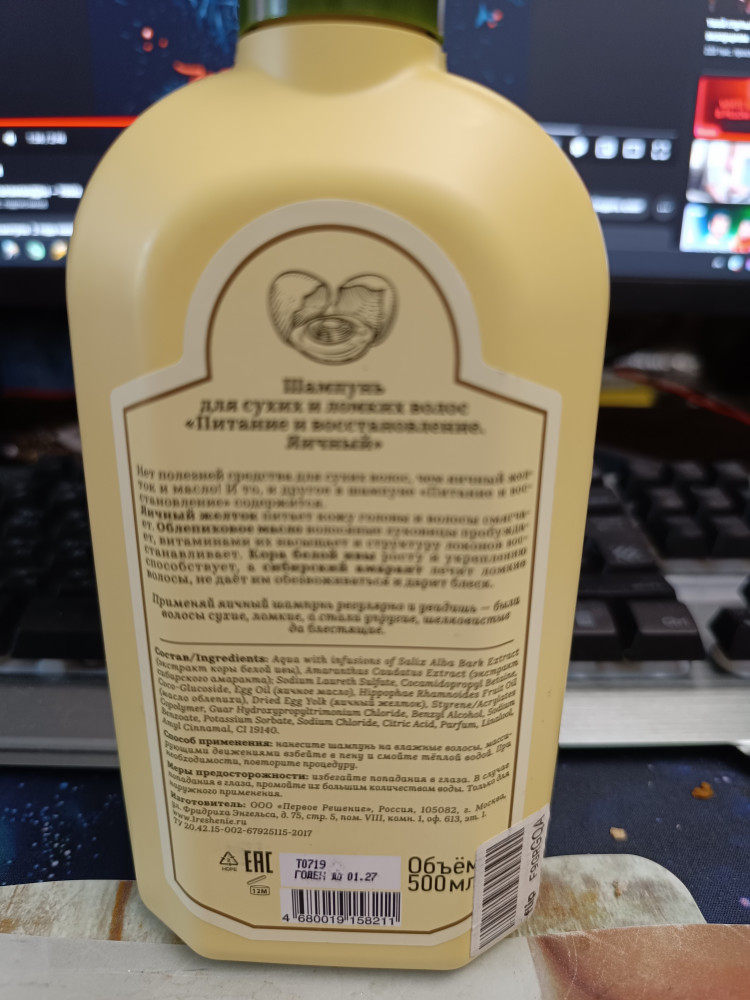 Шампунь
для сухих и ломких волос
«Питание и восстановление.
Яичный»
Нет полезней средства для сухих волос, чем яичный жел-
ток и масло! И то, и другое в шампуне «Питание и вос-
становление» содержится.
Яичный желток питает кожу головы и волосы смягча-
ет. Облепиховое масло волосяные луковицы пробужда-
ет, витаминами их насыщает и структуру локонов вос-
станавливает. Кора белой ивы росту и укреплению
способствует, а сибирский амарант лечит ломкие
волосы, не даёт им обезвоживаться и дарит блеск.
Применяй яичный шампунь регулярно и увидишь – были
волосы сухие, ломкие, а стали упругие, шелковистые
да блестящие.
Состав/Ingredients: Aqua with infusions of Salix Alba Bark Extract
(экстракт коры белой ивы), Amaranthus Caudatus Extract (экстракт
сибирского амаранта); Sodium Laureth Sulfate, Cocamidopropyl Betaine,
Coco-Glucoside, Egg Oil (яичное масло), Hippophae Rhamnoides Fruit Oil
(масло облепихи), Dried Egg Yolk (яичный желток), Styrene/Acrylates
Copolymer, Guar Hydroxypropyltrimonium Chloride, Benzyl Alcohol, Sodium
Benzoate, Potassium Sorbate, Sodium Chloride, Citric Acid, Parfum, Linalool,
Amyl Cinnamal, CI 19140.
Способ применения: нанесите шампунь на влажные волосы, масси-
рующими движениями взбейте в пену и смойте тёплой водой. При
необходимости, повторите процедуру.
Меры предосторожности: избегайте попадания в глаза. В случае
попадания в глаза, промойте их большим количеством воды. Только для
наружного применения.
Изготовитель: ООО «Первое Решение», Россия, 105082, г. Москва,
ул. Фридриха Энгельса, д. 75, стр. 5, пом. VIII, комн. 1, оф. 613, эт. 1.
www.1reshenie.ru
ТУ 20.42.15-002-67925115-2017
HDPE
EAC
12M
T0719
ГОДЕН ДО 01.27
Объём
500 мл
4 680019 158211
Ctrl